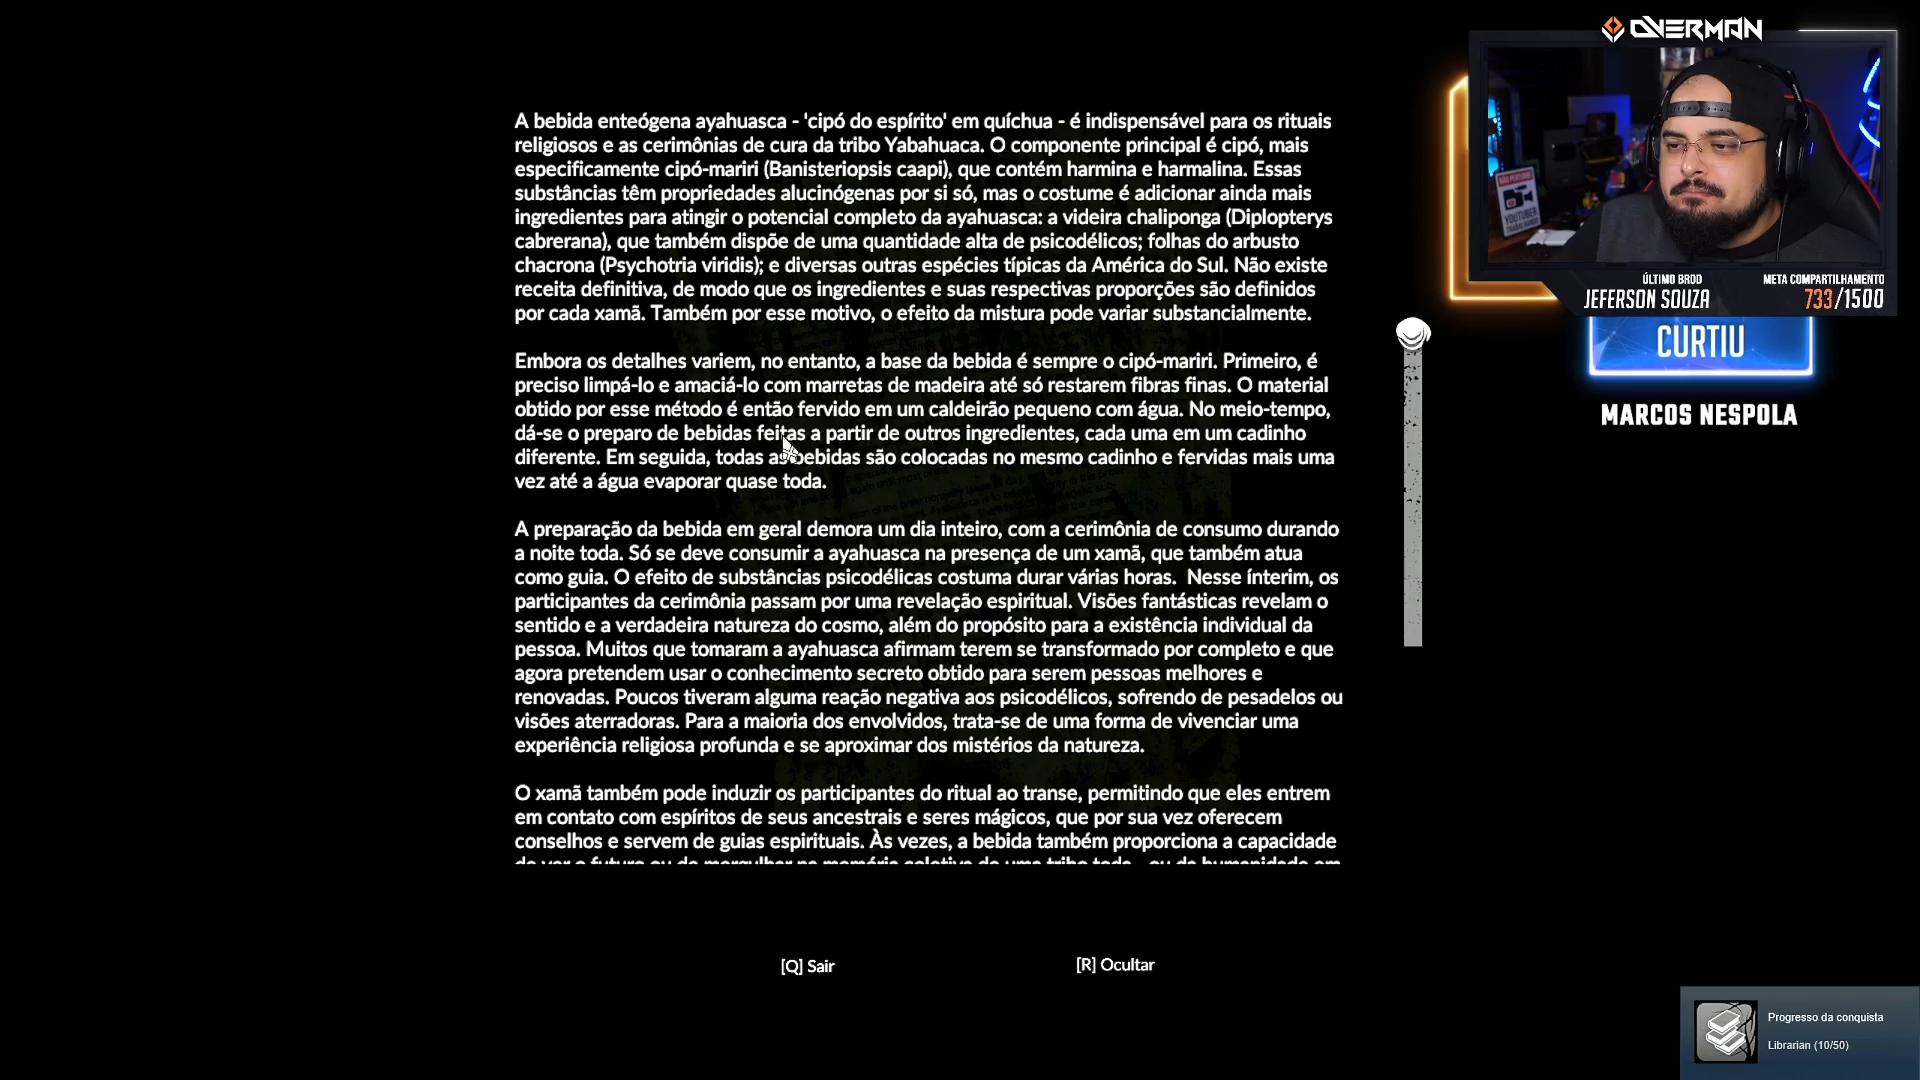 OVERMAN
A bebida enteógena ayahuasca - 'cipó do espírito' em quíchua - é indispensável para os rituais
religiosos e as cerimônias de cura da tribo Yabahuaca. O componente principal é cipó, mais
especificamente cipó-mariri (Banisteriopsis caapi), que contém harmina e harmalina. Essas
substâncias têm propriedades alucinógenas por si só, mas o costume é adicionar ainda mais
ingredientes para atingir o potencial completo da ayahuasca: a videira chaliponga (Diplopterys
cabrerana), que também dispõe de uma quantidade alta de psicodélicos; folhas do arbusto
chacrona (Psychotria viridis); e diversas outras espécies típicas da América do Sul. Não existe
receita definitiva, de modo que os ingredientes e suas respectivas proporções são definidos
por cada xamã. Também por esse motivo, o efeito da mistura pode variar substancialmente.
Embora os detalhes variem, no entanto, a base da bebida é sempre o cipó-mariri. Primeiro, é
preciso limpá-lo e amaciá-lo com marretas de madeira até só restarem fibras finas. O material
obtido por esse método é então fervido em um caldeirão pequeno com água. No meio-tempo,
dá-se o preparo de bebidas feitas a partir de outros ingredientes, cada uma em um cadinho
diferente. Em seguida, todas as bebidas são colocadas no mesmo cadinho e fervidas mais uma
vez até a água evaporar quase toda.
A preparação da bebida em geral demora um dia inteiro, com a cerimônia de consumo durando
a noite toda. Só se deve consumir a ayahuasca na presença de um xamã, que também atua
como guia. O efeito de substâncias psicodélicas costuma durar várias horas.  Nesse ínterim, os
participantes da cerimônia passam por uma revelação espiritual. Visões fantásticas revelam o
sentido e a verdadeira natureza do cosmo, além do propósito para a existência individual da
pessoa. Muitos que tomaram a ayahuasca afirmam terem se transformado por completo e que
agora pretendem usar o conhecimento secreto obtido para serem pessoas melhores e
renovadas. Poucos tiveram alguma reação negativa aos psicodélicos, sofrendo de pesadelos ou
visões aterradoras. Para a maioria dos envolvidos, trata-se de uma forma de vivenciar uma
experiência religiosa profunda e se aproximar dos mistérios da natureza.
O xamã também pode induzir os participantes do ritual ao transe, permitindo que eles entrem
em contato com espíritos de seus ancestrais e seres mágicos, que por sua vez oferecem
conselhos e servem de guias espirituais. Às vezes, a bebida também proporciona a capacidade
de ver o futuro ou de mergulhar na memória coletiva de uma tribo toda - ou da humanidade em
[Q] Sair
[R] Ocultar
YOUTUBER
ÚLTIMO BROD
JEFERSON SOUZA
META COMPARTILHAMENTO
733/1500
CURTIU
MARCOS NESPOLA
Progresso da conquista
Librarian (10/50)